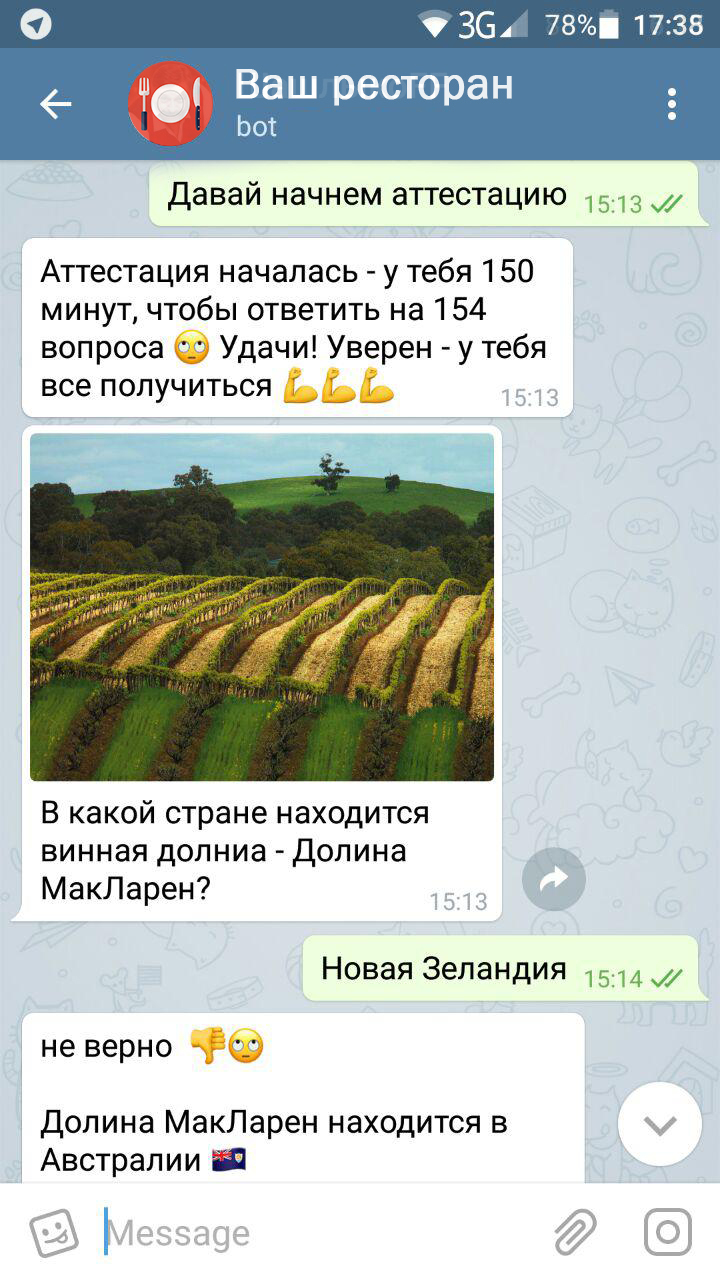 3G 78% 17:38
Ваш ресторан
bot
Давай начнем аттестацию 15:13
Аттестация началась - у тебя 150
минут, чтобы ответить на 154
вопроса 🙄 Удачи! Уверен - у тебя
все получиться 💪💪💪 15:13
В какой стране находится
винная долниа - Долина
МакЛарен? 15:13
Новая Зеландия 15:14
не верно 👎🙄
Долина МакЛарен находится в
Австралии
Message